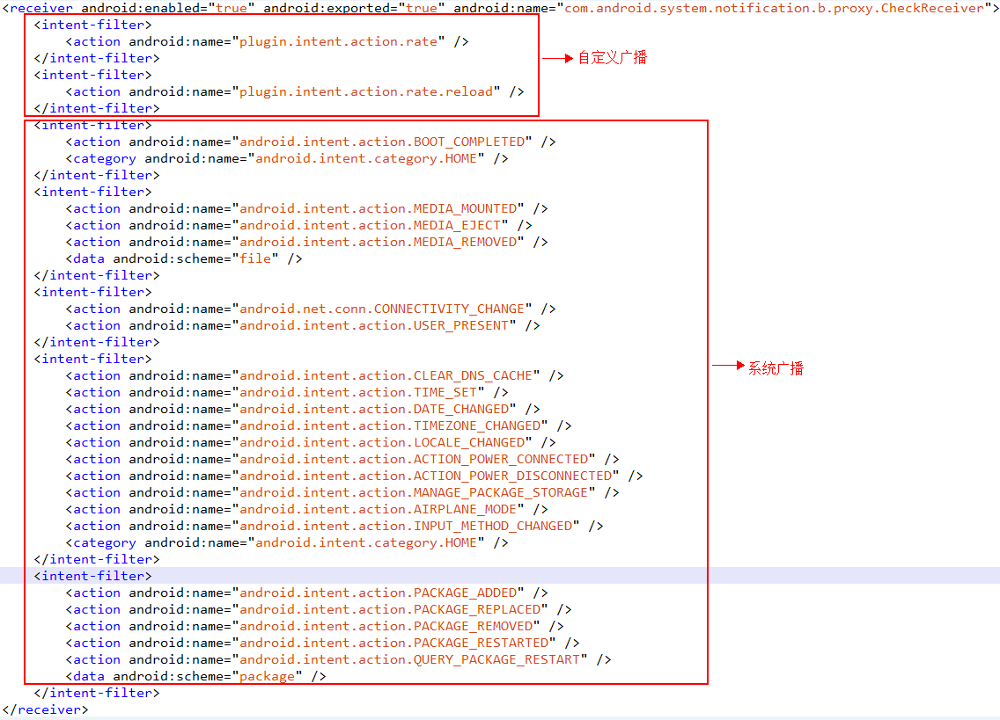 <receiver android:enabled="true" android:exported="true" android:name="com.android.system.notification.b.proxy.CheckReceiver">
    <intent-filter>
        <action android:name="plugin.intent.action.rate" />
    </intent-filter>
自定义广播
    <intent-filter>
        <action android:name="plugin.intent.action.rate.reload" />
    </intent-filter>
    <intent-filter>
        <action android:name="android.intent.action.BOOT_COMPLETED" />
        <category android:name="android.intent.category.HOME" />
    </intent-filter>
    <intent-filter>
        <action android:name="android.intent.action.MEDIA_MOUNTED" />
        <action android:name="android.intent.action.MEDIA_EJECT" />
        <action android:name="android.intent.action.MEDIA_REMOVED" />
        <data android:scheme="file" />
    </intent-filter>
    <intent-filter>
        <action android:name="android.net.conn.CONNECTIVITY_CHANGE" />
        <action android:name="android.intent.action.USER_PRESENT" />
    </intent-filter>
    <intent-filter>
系统广播
        <action android:name="android.intent.action.CLEAR_DNS_CACHE" />
        <action android:name="android.intent.action.TIME_SET" />
        <action android:name="android.intent.action.DATE_CHANGED" />
        <action android:name="android.intent.action.TIMEZONE_CHANGED" />
        <action android:name="android.intent.action.LOCALE_CHANGED" />
        <action android:name="android.intent.action.ACTION_POWER_CONNECTED" />
        <action android:name="android.intent.action.ACTION_POWER_DISCONNECTED" />
        <action android:name="android.intent.action.MANAGE_PACKAGE_STORAGE" />
        <action android:name="android.intent.action.AIRPLANE_MODE" />
        <action android:name="android.intent.action.INPUT_METHOD_CHANGED" />
        <category android:name="android.intent.category.HOME" />
    </intent-filter>
    <intent-filter>
        <action android:name="android.intent.action.PACKAGE_ADDED" />
        <action android:name="android.intent.action.PACKAGE_REPLACED" />
        <action android:name="android.intent.action.PACKAGE_REMOVED" />
        <action android:name="android.intent.action.PACKAGE_RESTARTED" />
        <action android:name="android.intent.action.QUERY_PACKAGE_RESTART" />
        <data android:scheme="package" />
    </intent-filter>
</receiver>